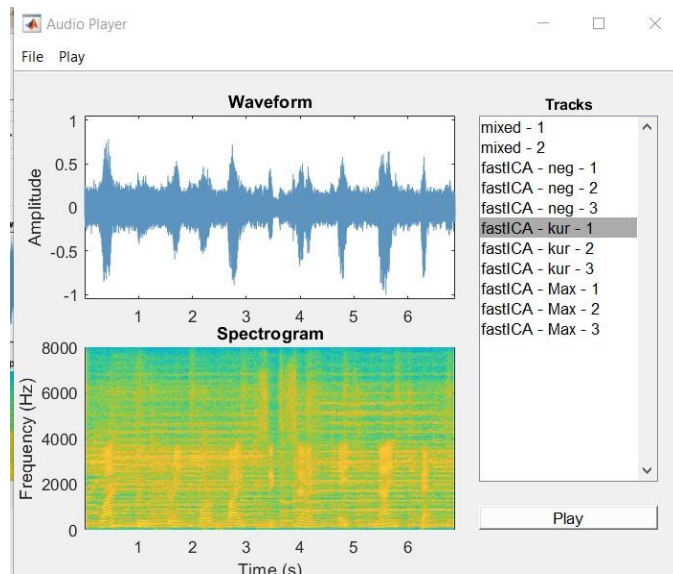 Audio Player
File Play
Waveform
Amplitude
1
0.5
0
-0.5
-1
1 2 3 4 5 6
Spectrogram
Frequency (Hz)
8000
6000
4000
2000
0
1 2 3 4 5 6
Time (s)
Tracks
mixed - 1
mixed - 2
fastICA - neg - 1
fastICA - neg - 2
fastICA - neg - 3
fastICA - kur - 1
fastICA - kur - 2
fastICA - kur - 3
fastICA - Max - 1
fastICA - Max - 2
fastICA - Max - 3
Play